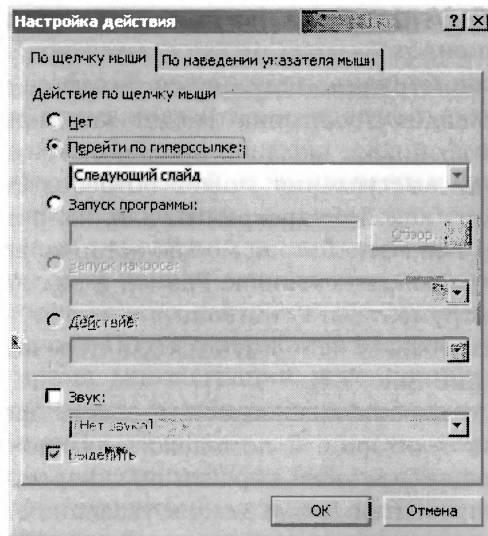 Настройка действия
По щелчку мыши
По наведении указателя мыши
Действие по щелчку мыши
Нет
Перейти по гиперссылке:
Следующий слайд
Запуск программы:
Обзор...
Запуск макроса:
Действие:
Звук:
[Нет звука]
Выделить
ОК
Отмена